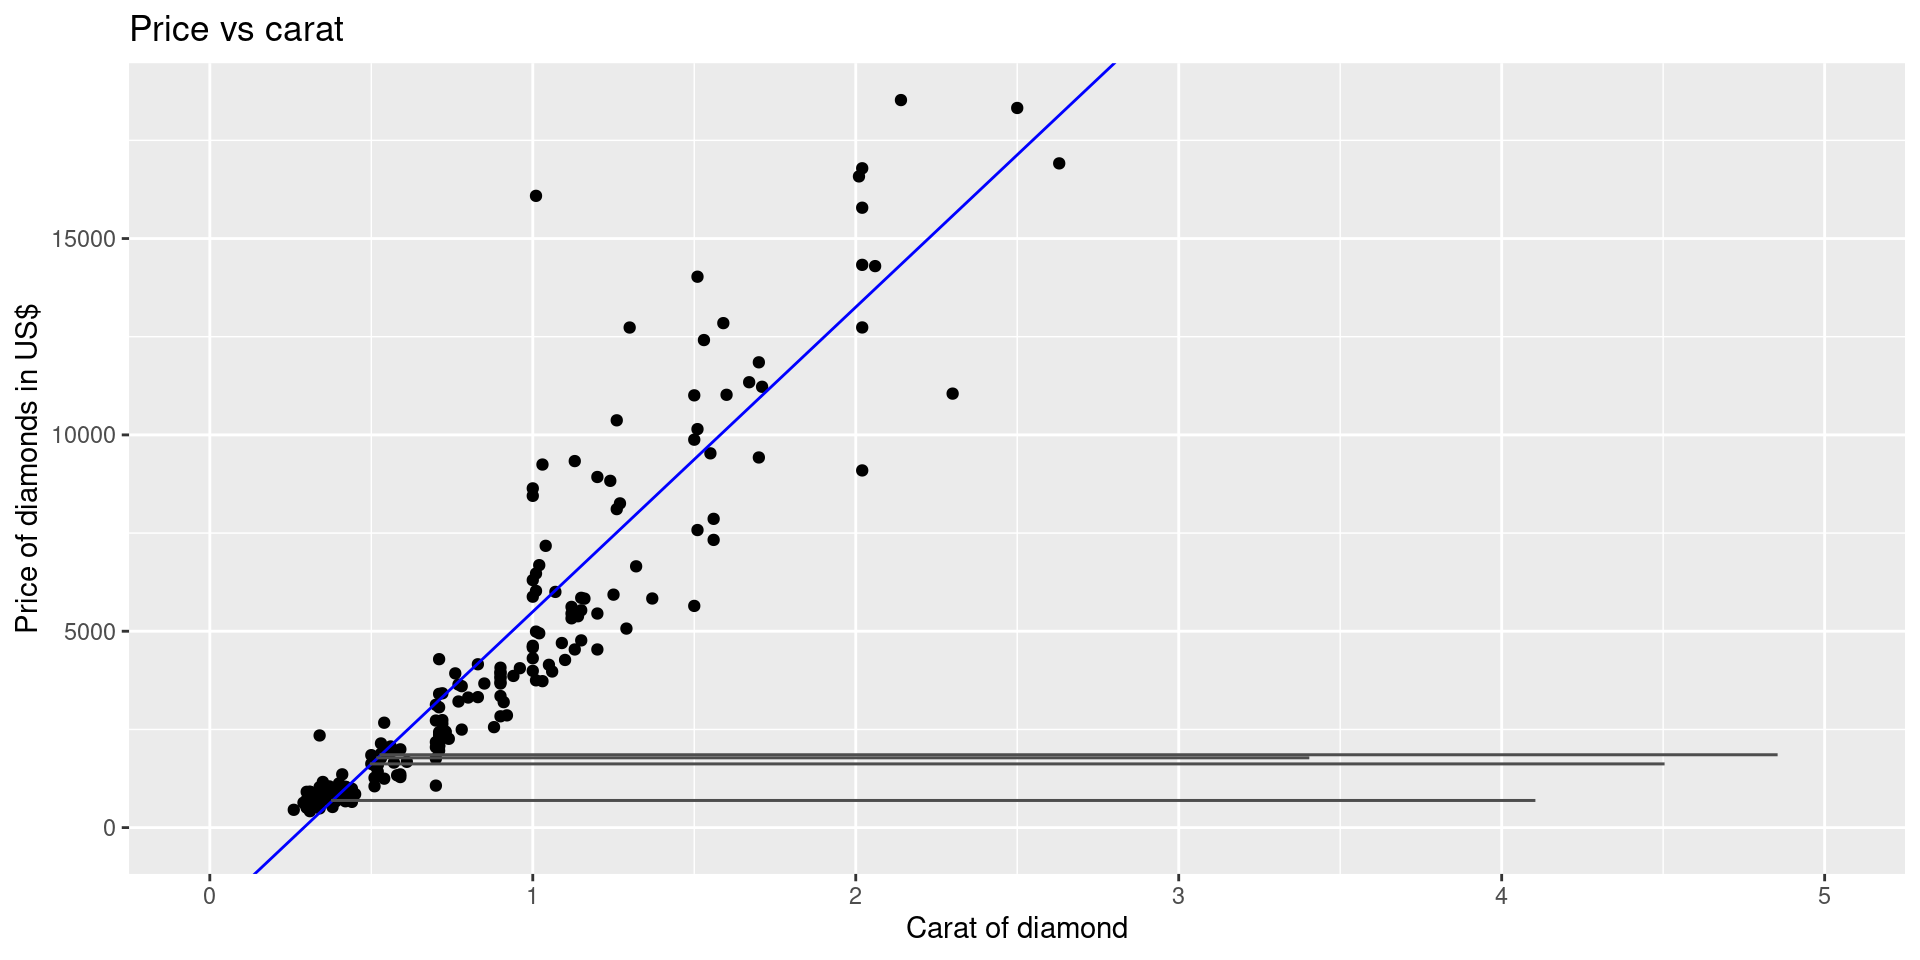 Price vs carat
Price of diamonds in US$
15000
10000
5000
0
0 1 2 3 4 5
Carat of diamond